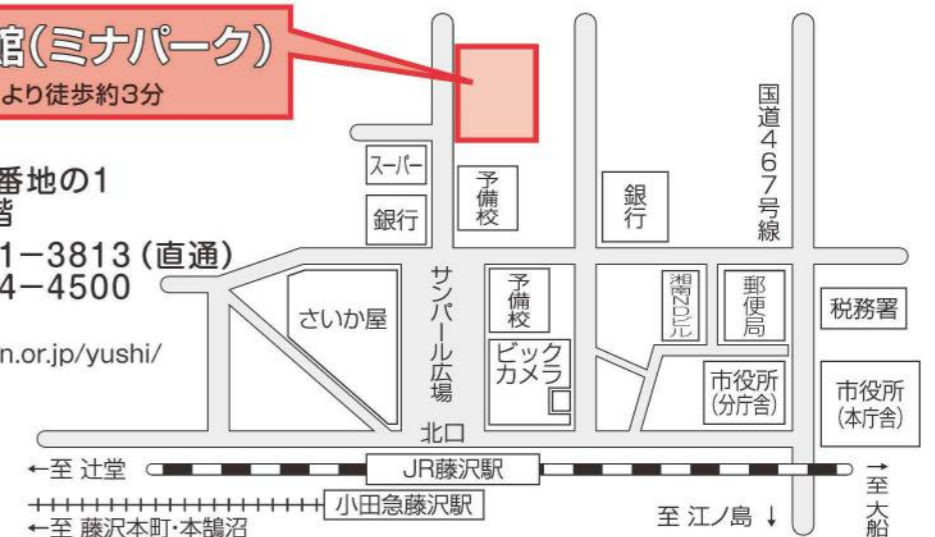 館(ミナパーク)
より徒歩約3分
番地の1
階
1−3813(直通)
4−4500
n.or.jp/yushi/
スーパー
銀行
予備校
銀行
国道467号線
さいか屋
サンパール広場
予備校
ビック
カメラ
湘南NDビル
郵便局
税務署
市役所
(分庁舎)
市役所
(本庁舎)
北口
←至 辻堂
JR藤沢駅
→至 大船
小田急藤沢駅
←至 藤沢本町・本鵠沼
至 江ノ島 ↓